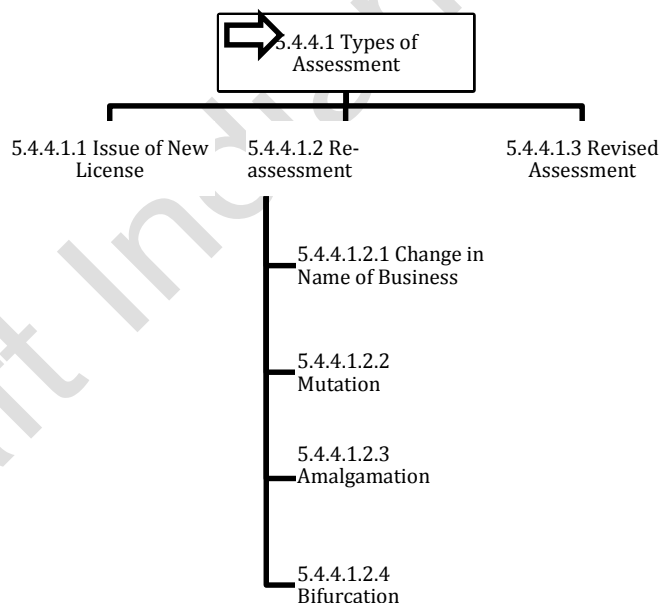 5.4.4.1 Types of
Assessment
5.4.4.1.1 Issue of New
License
5.4.4.1.2 Re-
assessment
5.4.4.1.3 Revised
Assessment
5.4.4.1.2.1 Change in
Name of Business
5.4.4.1.2.2
Mutation
5.4.4.1.2.3
Amalgamation
5.4.4.1.2.4
Bifurcation